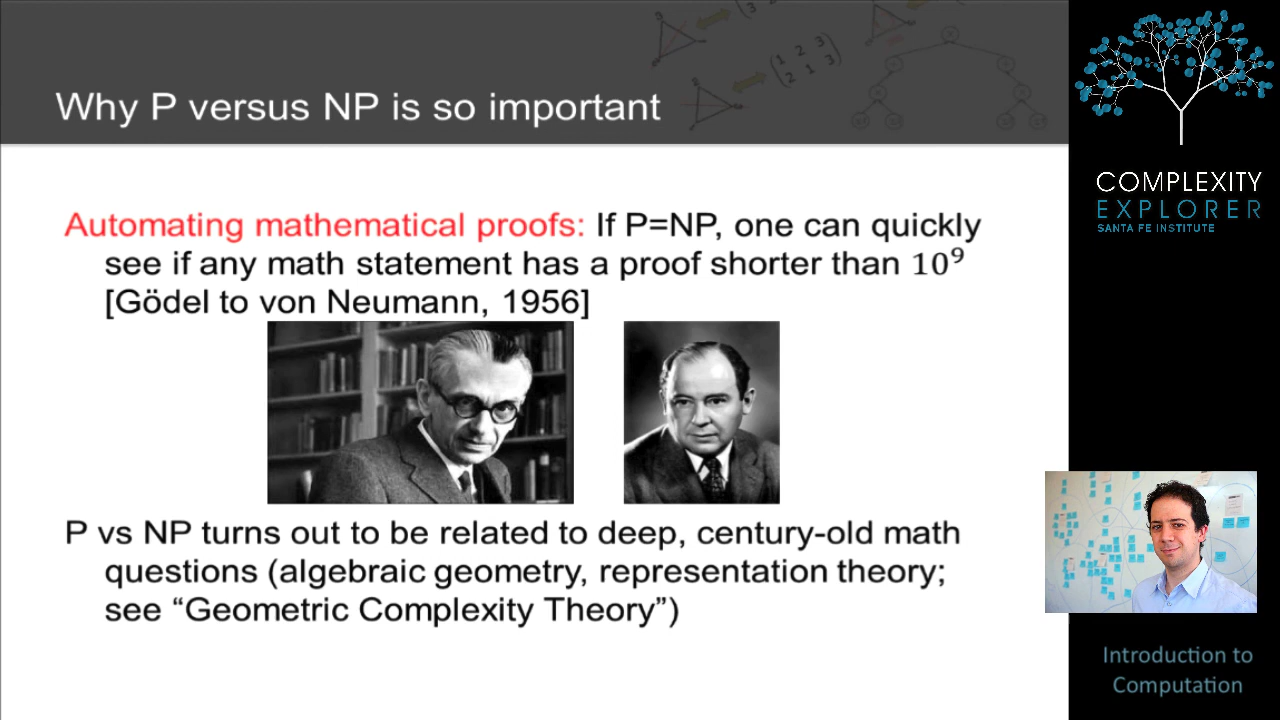 Why P versus NP is so important
Automating mathematical proofs: If P=NP, one can quickly
see if any math statement has a proof shorter than 10⁹
[Gödel to von Neumann, 1956]
P vs NP turns out to be related to deep, century-old math
questions (algebraic geometry, representation theory;
see “Geometric Complexity Theory”)
COMPLEXITY
EXPLORER
SANTA FE INSTITUTE
Introduction to
Computation